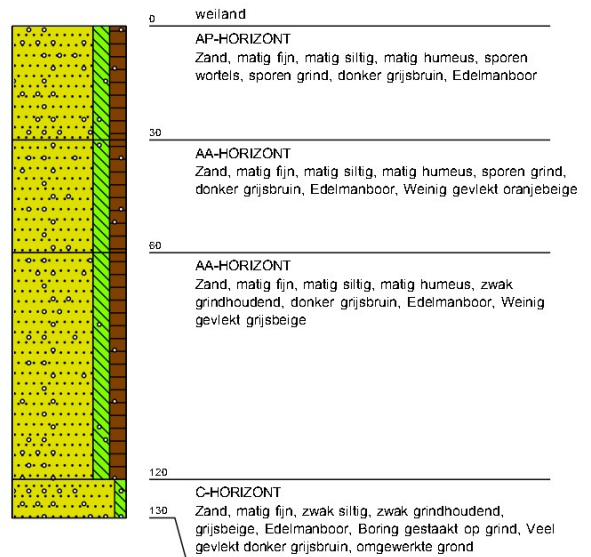 0 weiland
AP-HORIZONT
Zand, matig fijn, matig siltig, matig humeus, sporen
wortels, sporen grind, donker grijsbruin, Edelmanboor
30
AA-HORIZONT
Zand, matig fijn, matig siltig, matig humeus, sporen grind,
donker grijsbruin, Edelmanboor, Weinig gevlekt oranjebeige
60
AA-HORIZONT
Zand, matig fijn, matig siltig, matig humeus, zwak
grindhoudend, donker grijsbruin, Edelmanboor, Weinig
gevlekt grijsbeige
120
C-HORIZONT
Zand, matig fijn, zwak siltig, zwak grindhoudend,
130
grijsbeige, Edelmanboor, Boring gestaakt op grind, Veel
gevlekt donker grijsbruin, omgewerkte grond